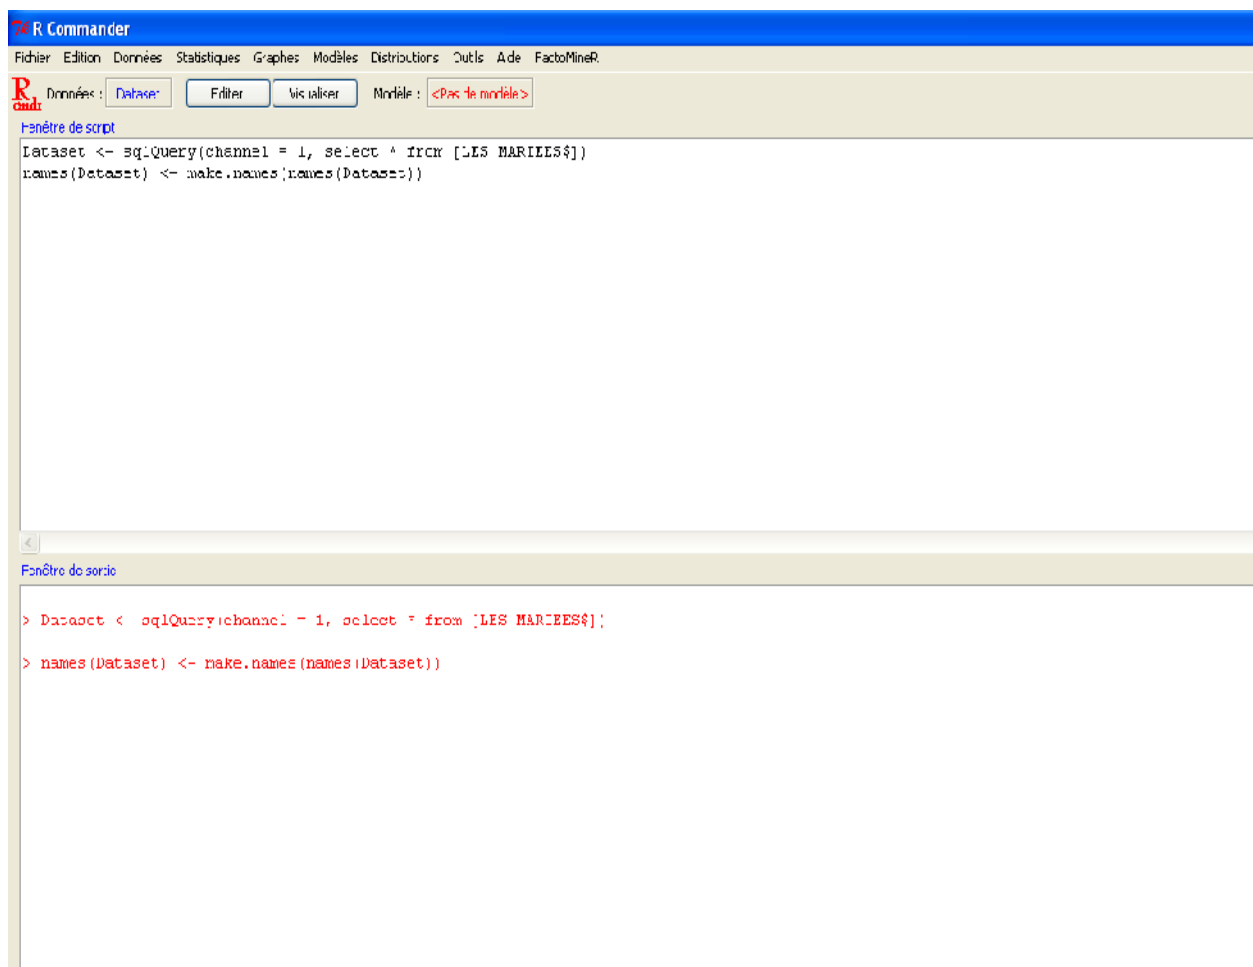 R Commander
Fichier Edition Données Statistiques Graphes Modèles Distributions Outils Aide FactoMineR
R Cmdr Données : Dataset Editer Visualiser Modèle : <Pas de modèle>
Fenêtre de script
Dataset <- sqlQuery(channel = 1, select * from [LES MARIEES$])
names(Dataset) <- make.names(names(Dataset))
Fenêtre de sortie
> Dataset <- sqlQuery(channel = 1, select * from [LES MARIEES$])
> names(Dataset) <- make.names(names(Dataset))